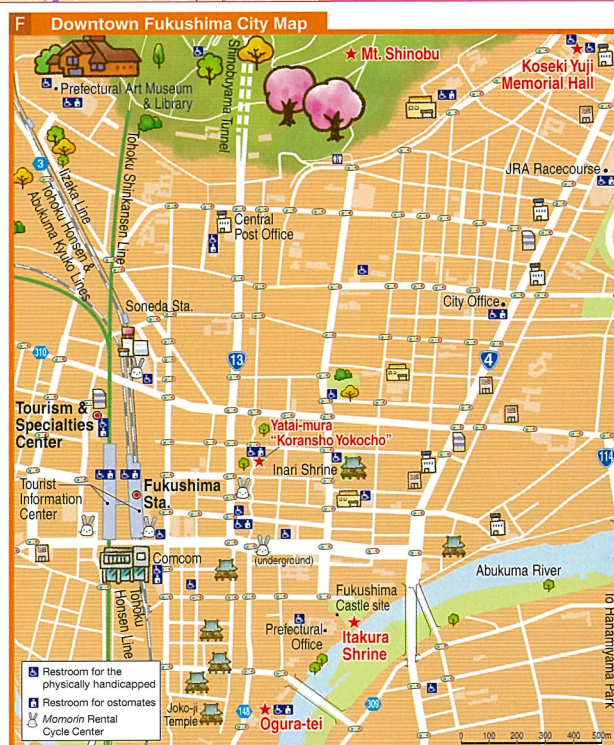 F Downtown Fukushima City Map
Mt. Shinobu
Koseki Yuji
Memorial Hall
Prefectural Art Museum
& Library
Shinobuyama Tunnel
JRA Racecourse
3
Iizaka Line
Tohoku Honsen &
Abukuma Kyuko Lines
Tohoku Shinkansen Line
Central
Post Office
City Office
Soneda Sta.
310
13
4
Tourism &
Specialties
Center
Yatai-mura
"Koransho Yokocho"
Inari Shrine
114
Tourist
Information
Center
Fukushima
Sta.
Comcom
(underground)
Abukuma River
Tohoku
Honsen Line
Fukushima
Castle site
Prefectural
Office
Itakura
Shrine
to Hanamiyama Park
Restroom for the
physically handicapped
Restroom for ostomates
Momorin Rental
Cycle Center
Joko-ji
Temple
148
Ogura-tei
309
0 100 200 300 400 500m